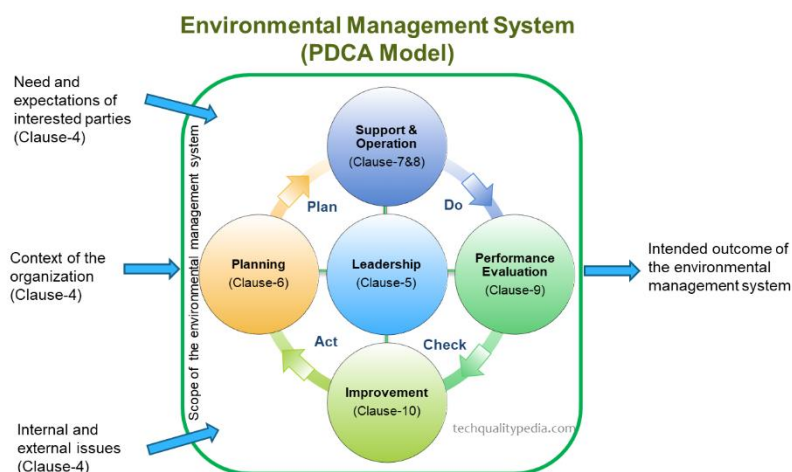 Environmental Management System
(PDCA Model)
Need and
expectations of
interested parties
(Clause-4)
Context of the
organization
(Clause-4)
Internal and
external issues
(Clause-4)
Scope of the environmental management system
Support &
Operation
(Clause-7&8)
Plan
Do
Planning
(Clause-6)
Leadership
(Clause-5)
Performance
Evaluation
(Clause-9)
Act
Check
Improvement
(Clause-10)
techqualitypedia.com
Intended outcome of
the environmental
management system